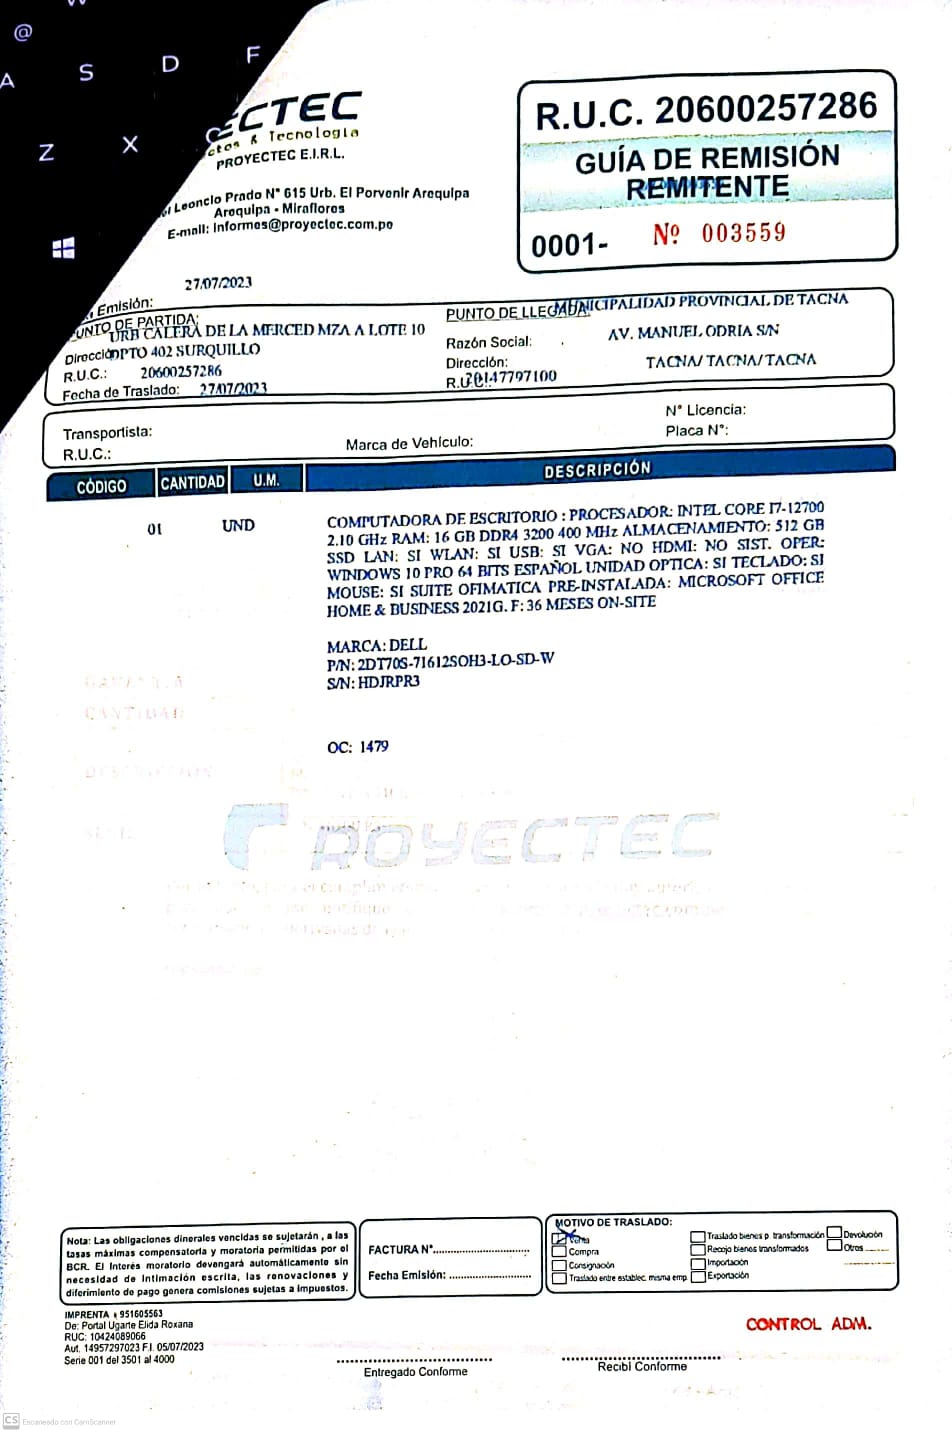 @
A S D F
Z X
ECTEC
ctos & Tecnología
PROYECTEC E.I.R.L.
Leoncio Prado N° 615 Urb. El Porvenir Arequipa
Arequipa - Miraflores
E-mail: informes@proyectec.com.pe
R.U.C. 20600257286
GUÍA DE REMISIÓN
REMITENTE
0001- Nº 003559
Emisión: 27/07/2023
PUNTO DE PARTIDA:
URB CALERA DE LA MERCED MZA A LOTE 10
Dirección DPTO 402 SURQUILLO
R.U.C.: 20600257286
Fecha de Traslado: 27/07/2023
PUNTO DE LLEGADA: MUNICIPALIDAD PROVINCIAL DE TACNA
Razón Social: AV. MANUEL ODRIA S/N
Dirección: TACNA/ TACNA/ TACNA
R.U.C. 20147797100
Transportista:
R.U.C.:
Marca de Vehículo:
N° Licencia:
Placa N°:
CÓDIGO CANTIDAD U.M. DESCRIPCIÓN
01 UND
COMPUTADORA DE ESCRITORIO : PROCESADOR: INTEL CORE I7-12700
2.10 GHz RAM: 16 GB DDR4 3200 400 MHz ALMACENAMIENTO: 512 GB
SSD LAN: SI WLAN: SI USB: SI VGA: NO HDMI: NO SIST. OPER:
WINDOWS 10 PRO 64 BITS ESPAÑOL UNIDAD OPTICA: SI TECLADO: SI
MOUSE: SI SUITE OFIMATICA PRE-INSTALADA: MICROSOFT OFFICE
HOME & BUSINESS 2021G. F: 36 MESES ON-SITE
MARCA: DELL
P/N: 2DT70S-71612SOH3-LO-SD-W
S/N: HDJRPR3
OC: 1479
PROYECTEC
Nota: Las obligaciones dinerales vencidas se sujetarán , a las
tasas máximas compensatoria y moratoria permitidas por el
BCR. El Interés moratorio devengará automáticamente sin
necesidad de intimación escrita, las renovaciones y
diferimiento de pago genera comisiones sujetas a impuestos.
FACTURA N°..............................
Fecha Emisión: .........................
MOTIVO DE TRASLADO:
Venta
Compra
Consignación
Traslado entre establec. misma emp.
Traslado bienes p. transformación
Recojo bienes transformados
Importación
Exportación
Devolución
Otros
IMPRENTA 951605563
De: Portal Ugarte Elida Roxana
RUC: 10424089066
Aut. 14957297023 F.I. 05/07/2023
Serie 001 del 3501 al 4000
Entregado Conforme
Recibí Conforme
CONTROL ADM.
CS Escaneado con CamScanner